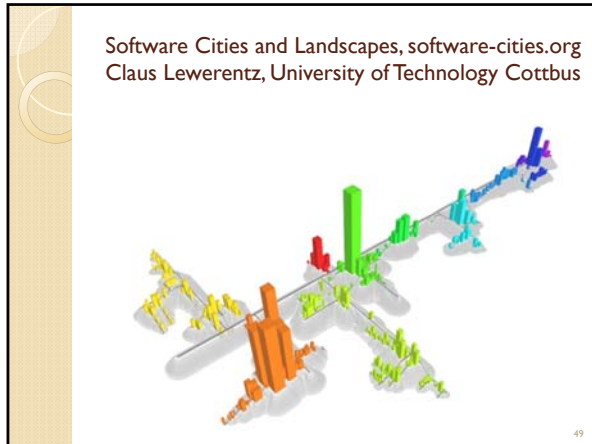 Software Cities and Landscapes, software-cities.org
Claus Lewerentz, University of Technology Cottbus
49